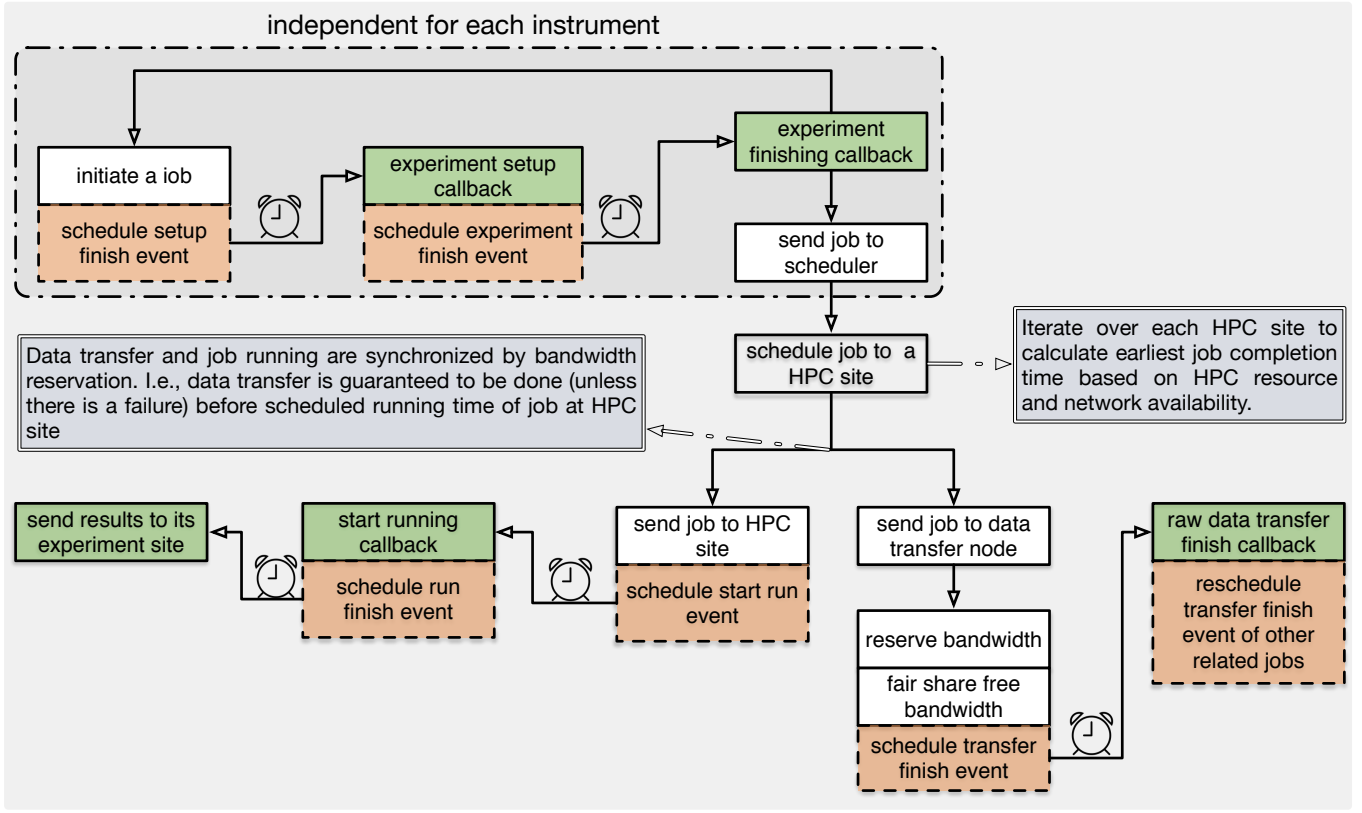 independent for each instrument
initiate a iob
schedule setup
finish event
experiment setup
callback
schedule experiment
finish event
experiment
finishing callback
send job to
scheduler
schedule job to a
HPC site
Iterate over each HPC site to
calculate earliest job completion
time based on HPC resource
and network availability.
Data transfer and job running are synchronized by bandwidth
reservation. I.e., data transfer is guaranteed to be done (unless
there is a failure) before scheduled running time of job at HPC
site
send results to its
experiment site
start running
callback
schedule run
finish event
send job to HPC
site
schedule start run
event
send job to data
transfer node
reserve bandwidth
fair share free
bandwidth
schedule transfer
finish event
raw data transfer
finish callback
reschedule
transfer finish
event of other
related jobs